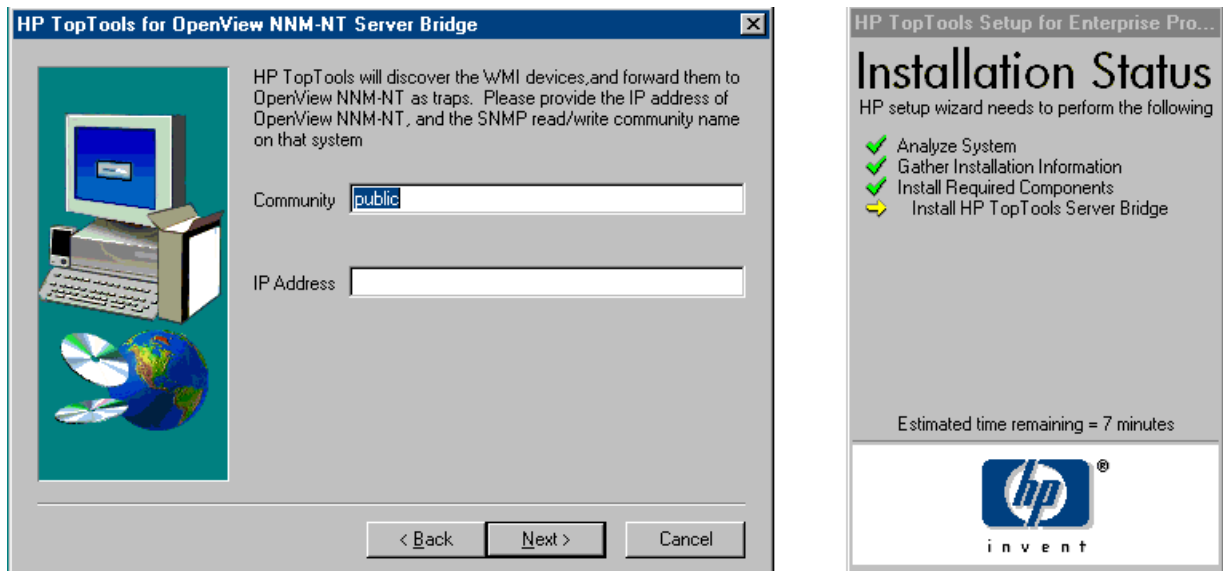 HP TopTools for OpenView NNM-NT Server Bridge
HP TopTools will discover the WMI devices,and forward them to
OpenView NNM-NT as traps. Please provide the IP address of
OpenView NNM-NT, and the SNMP read/write community name
on that system
Community public
IP Address
< Back Next > Cancel
HP TopTools Setup for Enterprise Pro...
Installation Status
HP setup wizard needs to perform the following
Analyze System
Gather Installation Information
Install Required Components
Install HP TopTools Server Bridge
Estimated time remaining = 7 minutes
hp ®
invent